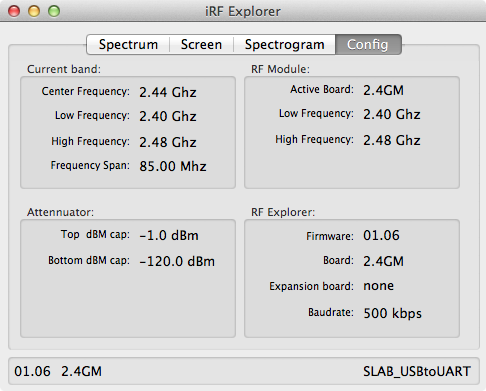 iRF Explorer
Spectrum Screen Spectrogram Config
Current band:
Center Frequency: 2.44 Ghz
Low Frequency: 2.40 Ghz
High Frequency: 2.48 Ghz
Frequency Span: 85.00 Mhz
RF Module:
Active Board: 2.4GM
Low Frequency: 2.40 Ghz
High Frequency: 2.48 Ghz
Attenuator:
Top dBM cap: -1.0 dBm
Bottom dBM cap: -120.0 dBm
RF Explorer:
Firmware: 01.06
Board: 2.4GM
Expansion board: none
Baudrate: 500 kbps
01.06 2.4GM SLAB_USBtoUART